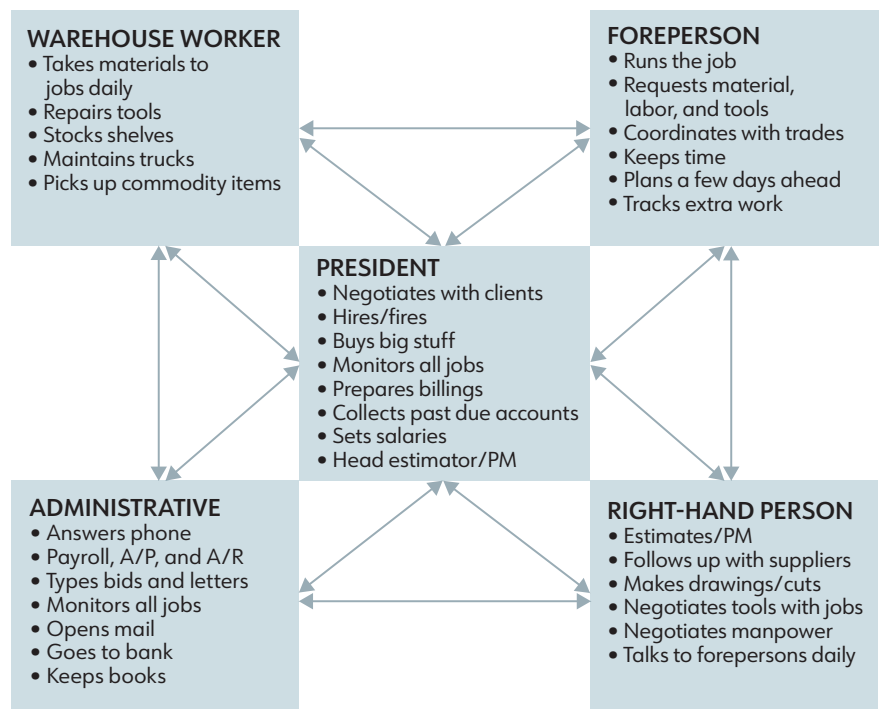 WAREHOUSE WORKER
• Takes materials to
jobs daily
• Repairs tools
• Stocks shelves
• Maintains trucks
• Picks up commodity items
FOREPERSON
• Runs the job
• Requests material,
labor, and tools
• Coordinates with trades
• Keeps time
• Plans a few days ahead
• Tracks extra work
PRESIDENT
• Negotiates with clients
• Hires/fires
• Buys big stuff
• Monitors all jobs
• Prepares billings
• Collects past due accounts
• Sets salaries
• Head estimator/PM
ADMINISTRATIVE
• Answers phone
• Payroll, A/P, and A/R
• Types bids and letters
• Monitors all jobs
• Opens mail
• Goes to bank
• Keeps books
RIGHT-HAND PERSON
• Estimates/PM
• Follows up with suppliers
• Makes drawings/cuts
• Negotiates tools with jobs
• Negotiates manpower
• Talks to forepersons daily